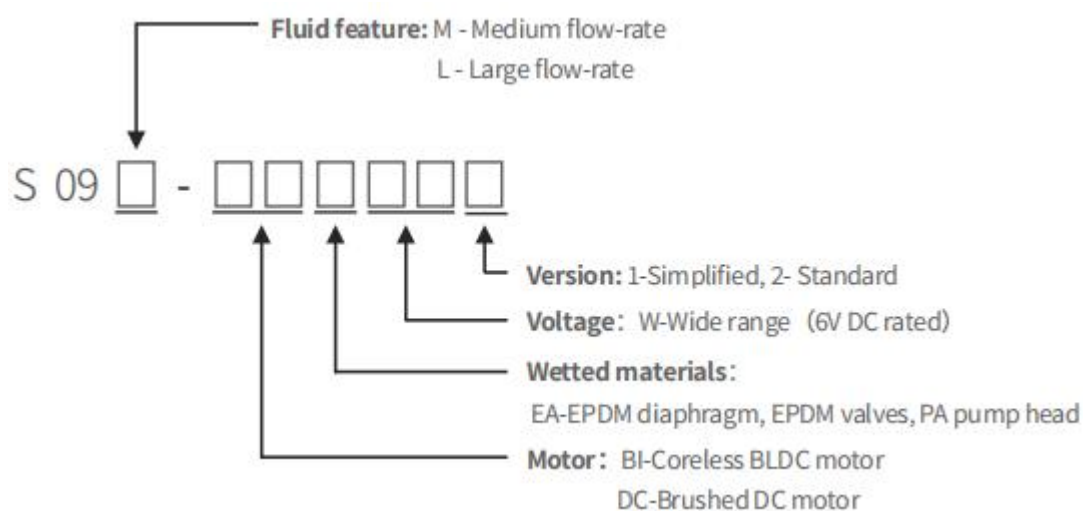 Fluid feature: M - Medium flow-rate
L - Large flow-rate
S 09 □ - □□ □ □□ □
Version: 1-Simplified, 2- Standard
Voltage： W-Wide range（6V DC rated）
Wetted materials：
EA-EPDM diaphragm, EPDM valves, PA pump head
Motor： BI-Coreless BLDC motor
DC-Brushed DC motor